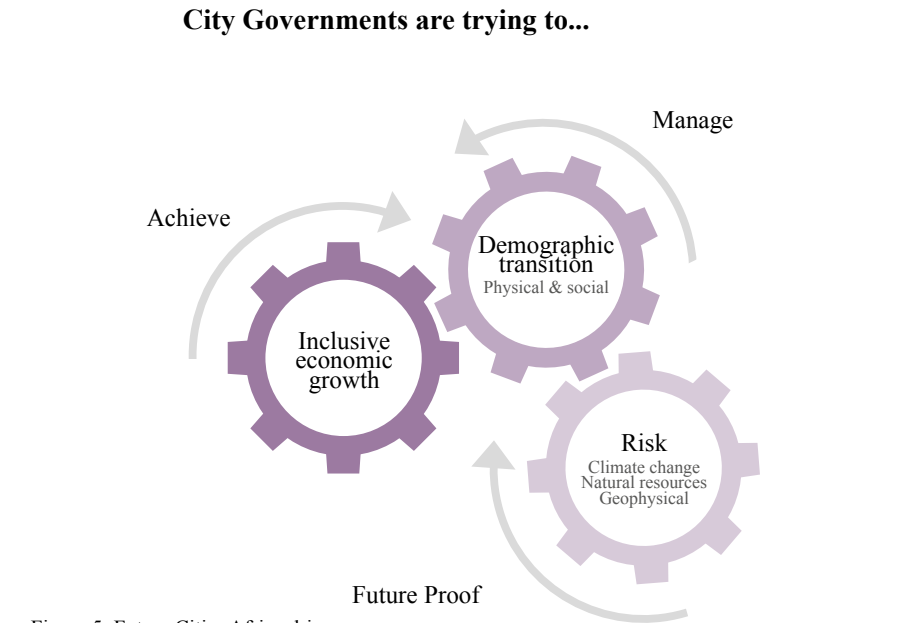 City Governments are trying to...
Manage
Achieve
Demographic
transition
Physical & social
Inclusive
economic
growth
Risk
Climate change
Natural resources
Geophysical
Future Proof